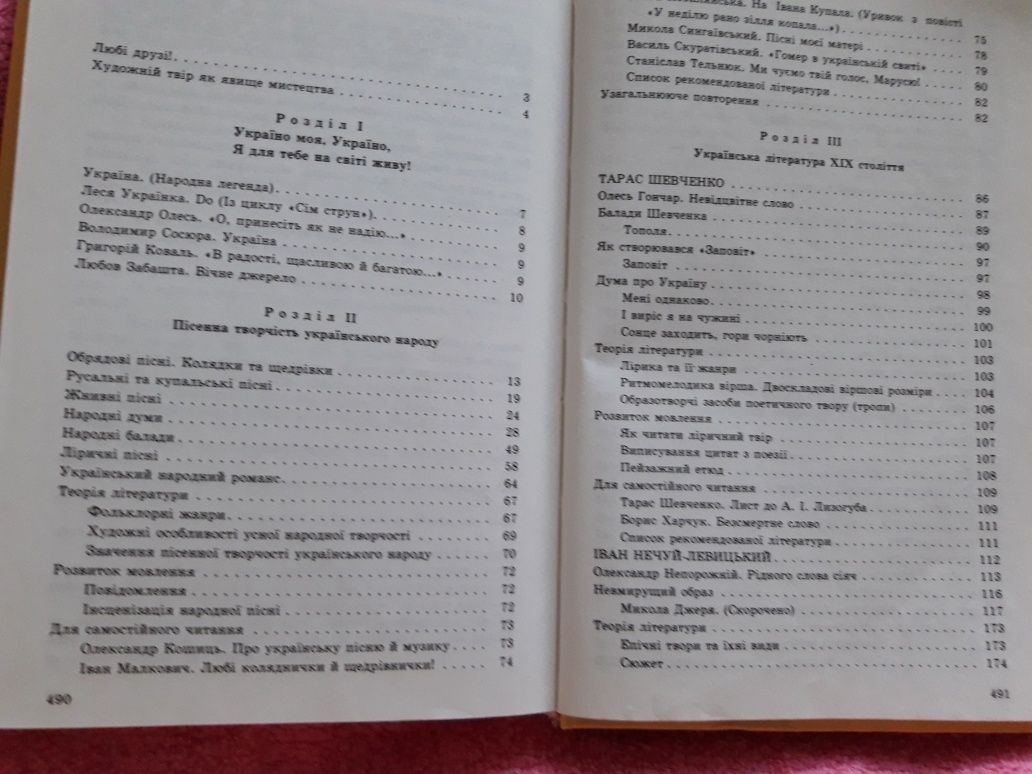 Любі друзі! 3
Художній твір як явище мистецтва 4
Розділ I
Україно моя, Україно,
Я для тебе на світі живу!
Україна. (Народна легенда). 7
Леся Українка. Do (Із циклу «Сім струн»). 8
Олександр Олесь. «О, принесіть як не надію...» 9
Володимир Сосюра. Україна 9
Григорій Коваль. «В радості, щасливою й багатою...» 9
Любов Забашта. Вічне джерело 10
Розділ II
Пісенна творчість українського народу
Обрядові пісні. Колядки та щедрівки 13
Русальні та купальські пісні 19
Жнивні пісні 24
Народні думи 28
Народні балади 49
Ліричні пісні 58
Український народний романс. 64
Теорія літератури 67
Фольклорні жанри 67
Художні особливості усної народної творчості 69
Значення пісенної творчості українського народу 70
Розвиток мовлення 72
Повідомлення 72
Інсценізація народної пісні 72
Для самостійного читання 73
Олександр Кошиць. Про українську пісню й музику 73
Іван Малкович. Любі коляднички й щедрівнички! 74
490
На Івана Купала. (Уривок з повісті
«У неділю рано зілля копала...») 75
Микола Сингаївський. Пісні моєї матері 78
Василь Скуратівський. «Гомер в українській свиті» 79
Станіслав Тельнюк. Ми чуємо твій голос, Марусю! 80
Список рекомендованої літератури 82
Узагальнююче повторення 82
Розділ III
Українська література XIX століття
ТАРАС ШЕВЧЕНКО 86
Олесь Гончар. Невідцвітне слово 87
Балади Шевченка 89
Тополя 90
Як створювався «Заповіт» 97
Заповіт 97
Дума про Україну 98
Мені однаково 99
І виріс я на чужині 100
Сонце заходить, гори чорніють 101
Теорія літератури 103
Лірика та її жанри 103
Ритмомелодика вірша. Двоскладові віршові розміри 104
Образотворчі засоби поетичного твору (тропи) 106
Розвиток мовлення 107
Як читати ліричний твір 107
Виписування цитат з поезії 107
Пейзажний етюд 108
Для самостійного читання 109
Тарас Шевченко. Лист до А. І. Лизогуба 109
Борис Харчук. Безсмертне слово 111
Список рекомендованої літератури 111
ІВАН НЕЧУЙ-ЛЕВИЦЬКИЙ 112
Олександр Непорожній. Рідного слова сіяч 113
Невмирущий образ 116
Микола Джеря. (Скорочено) 117
Теорія літератури 173
Епічні твори та їхні види 173
Сюжет 174
491